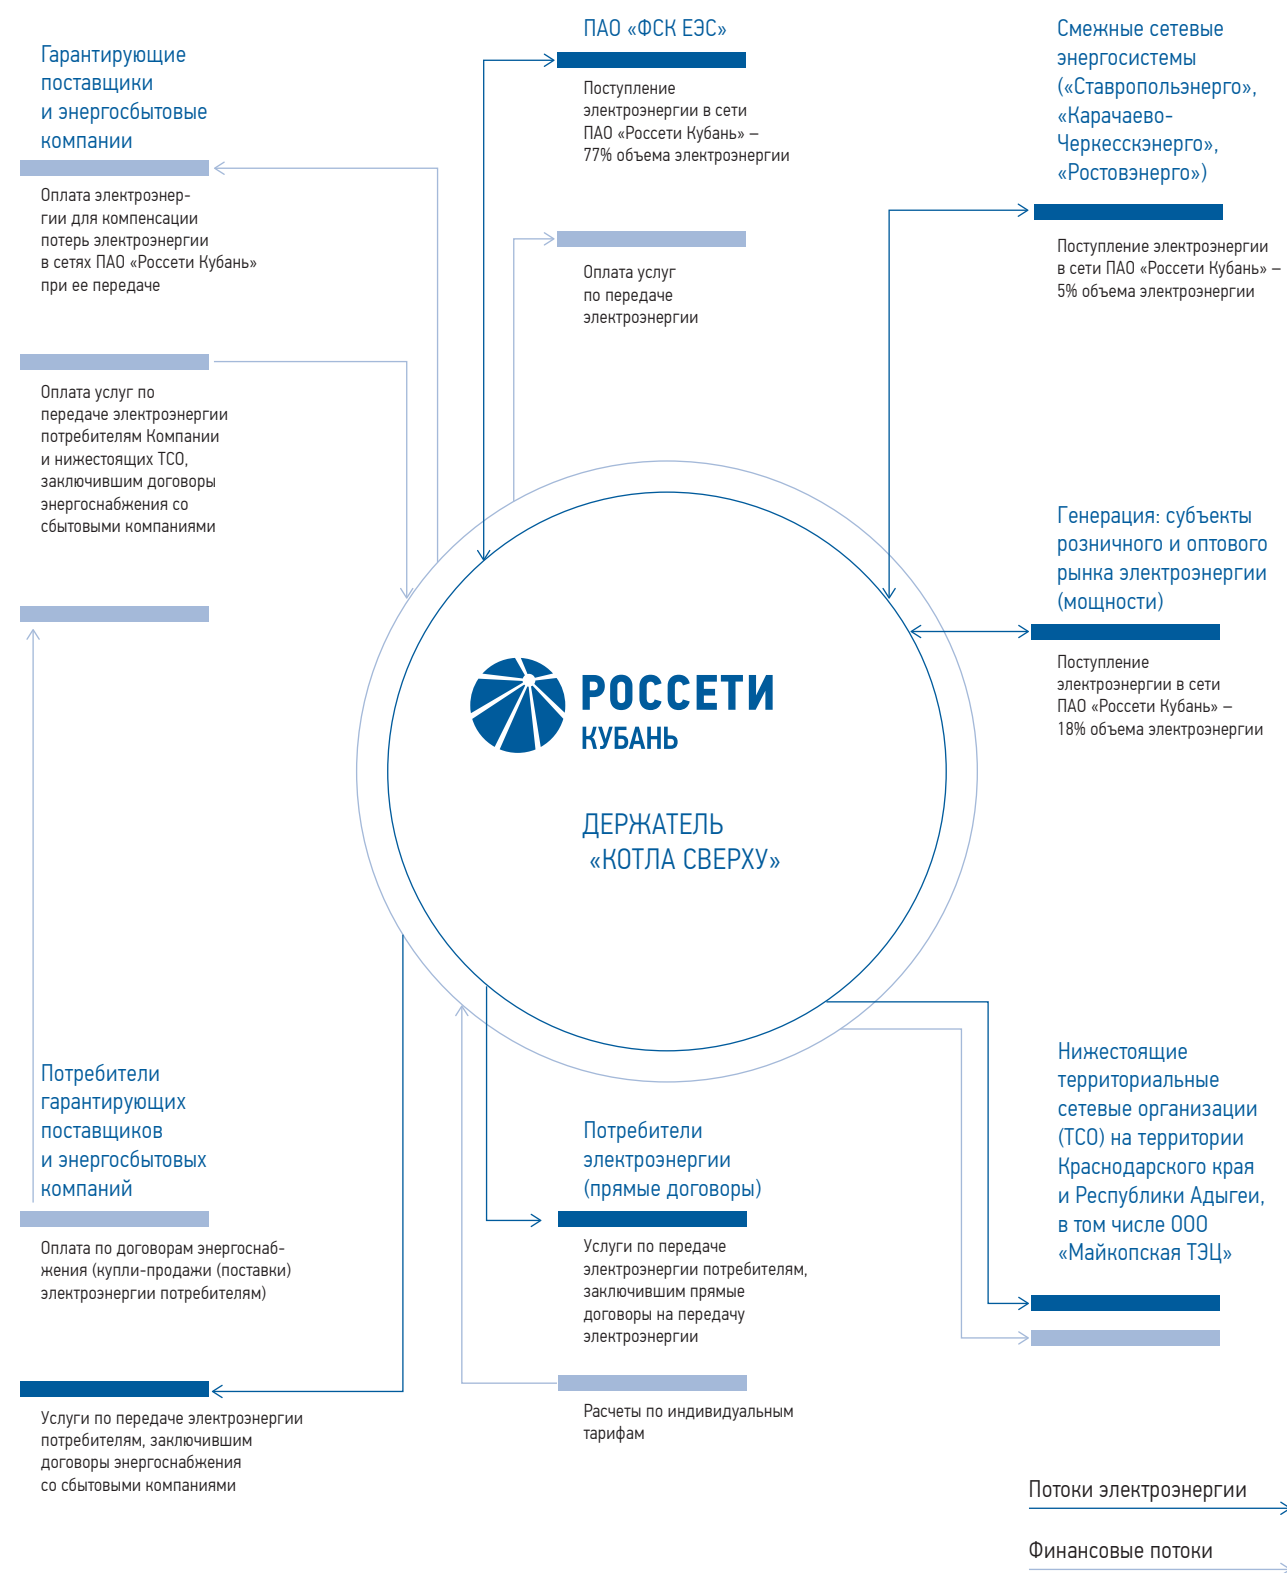 Гарантирующие
поставщики
и энергосбытовые
компании
Оплата электроэнер-
гии для компенсации
потерь электроэнергии
в сетях ПАО «Россети Кубань»
при ее передаче
Оплата услуг по
передаче электроэнергии
потребителям Компании
и нижестоящих ТСО,
заключившим договоры
энергоснабжения со
сбытовыми компаниями
ПАО «ФСК ЕЭС»
Поступление
электроэнергии в сети
ПАО «Россети Кубань» –
77% объема электроэнергии
Оплата услуг
по передаче
электроэнергии
Смежные сетевые
энергосистемы
(«Ставропольэнерго»,
«Карачаево-
Черкесскэнерго»,
«Ростовэнерго»)
Поступление электроэнергии
в сети ПАО «Россети Кубань» –
5% объема электроэнергии
Генерация: субъекты
розничного и оптового
рынка электроэнергии
(мощности)
Поступление
электроэнергии в сети
ПАО «Россети Кубань» –
18% объема электроэнергии
РОССЕТИ
КУБАНЬ
ДЕРЖАТЕЛЬ
«КОТЛА СВЕРХУ»
Потребители
гарантирующих
поставщиков
и энергосбытовых
компаний
Оплата по договорам энергоснаб-
жения (купли-продажи (поставки)
электроэнергии потребителям)
Услуги по передаче электроэнергии
потребителям, заключившим
договоры энергоснабжения
со сбытовыми компаниями
Потребители
электроэнергии
(прямые договоры)
Услуги по передаче
электроэнергии потребителям,
заключившим прямые
договоры на передачу
электроэнергии
Расчеты по индивидуальным
тарифам
Нижестоящие
территориальные
сетевые организации
(ТСО) на территории
Краснодарского края
и Республики Адыгеи,
в том числе ООО
«Майкопская ТЭЦ»
Потоки электроэнергии
Финансовые потоки